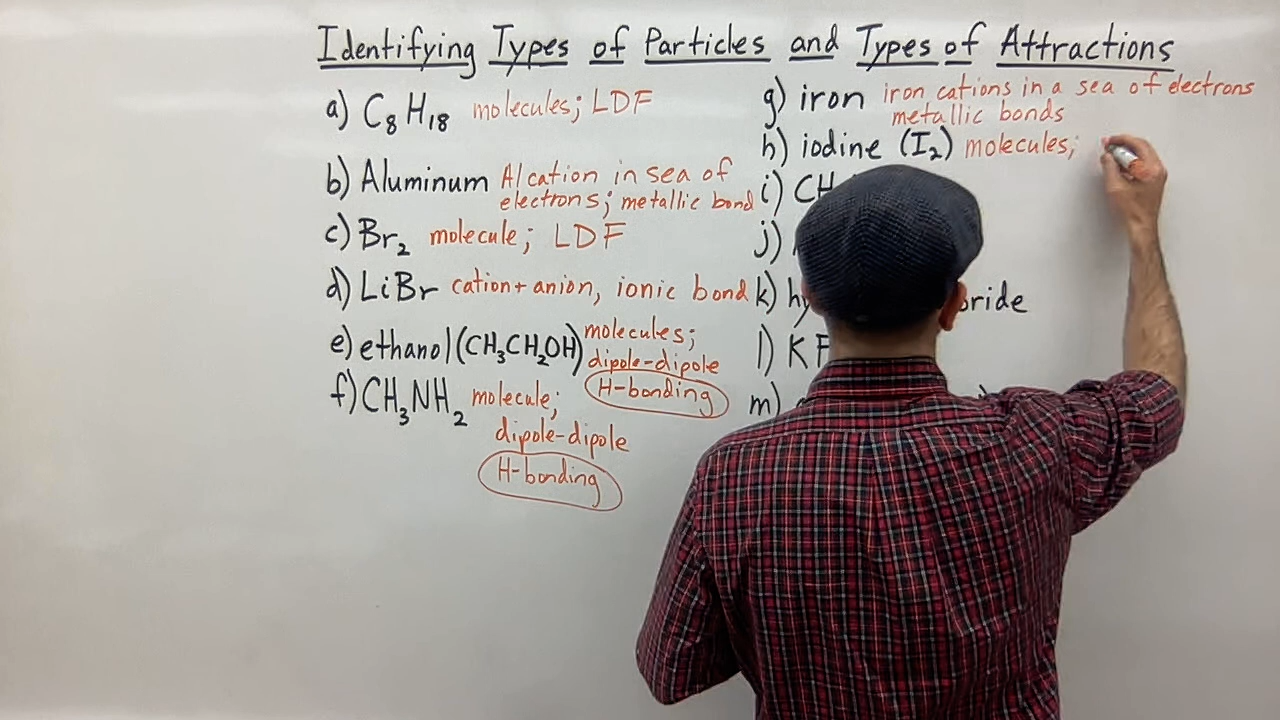 Identifying Types of Particles and Types of Attractions
a) C₈H₁₈ molecules; LDF
b) Aluminum Al cation in sea of
electrons; metallic bond
c) Br₂ molecule; LDF
d) LiBr cation + anion, ionic bond
e) ethanol (CH₃CH₂OH) molecules;
dipole-dipole
H-bonding
f) CH₃NH₂ molecule;
dipole-dipole
H-bonding
g) iron iron cations in a sea of electrons
metallic bonds
h) iodine (I₂) molecules;
i) CH
j)
k) hy oride
l) KF
m)